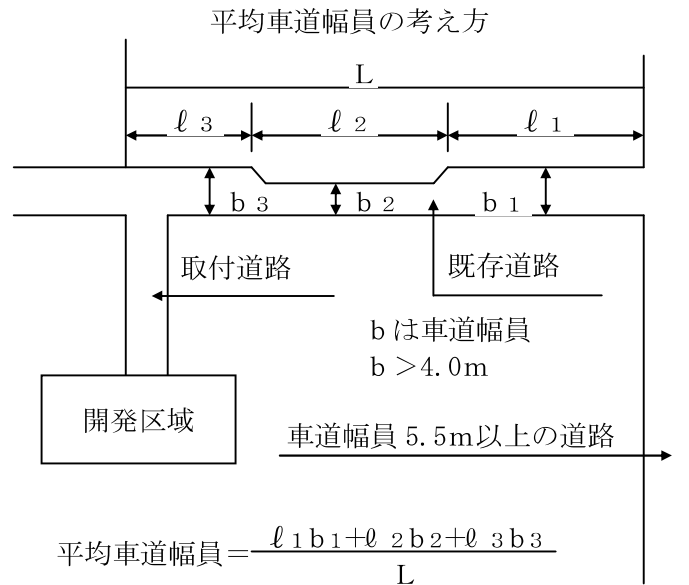 平均車道幅員の考え方
L
ℓ3 ℓ2 ℓ1
b3 b2 b1
取付道路 既存道路
bは車道幅員
b＞4.0m
開発区域
車道幅員5.5m以上の道路
平均車道幅員＝ℓ1b1+ℓ2b2+ℓ3b3
L